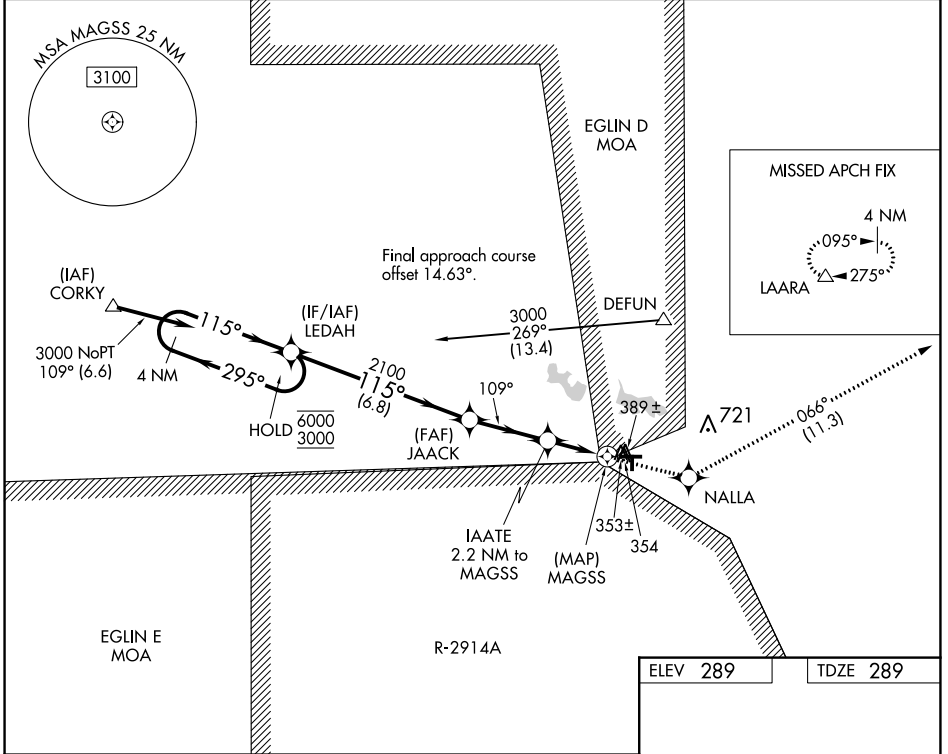 MSA MAGSS 25 NM
3100
EGLIN D
MOA
MISSED APCH FIX
4 NM
095°
275°
LAARA
Final approach course
offset 14.63°.
(IAF)
CORKY
3000 NoPT
109° (6.6)
115°
4 NM
295°
(IF/IAF)
LEDAH
HOLD
6000
3000
2100
115°
(6.8)
109°
(FAF)
JAACK
3000
269°
(13.4)
DEFUN
389±
721
066°
(11.3)
NALLA
353±
354
IAATE
2.2 NM to
MAGSS
(MAP)
MAGSS
EGLIN E
MOA
R-2914A
ELEV 289
TDZE 289